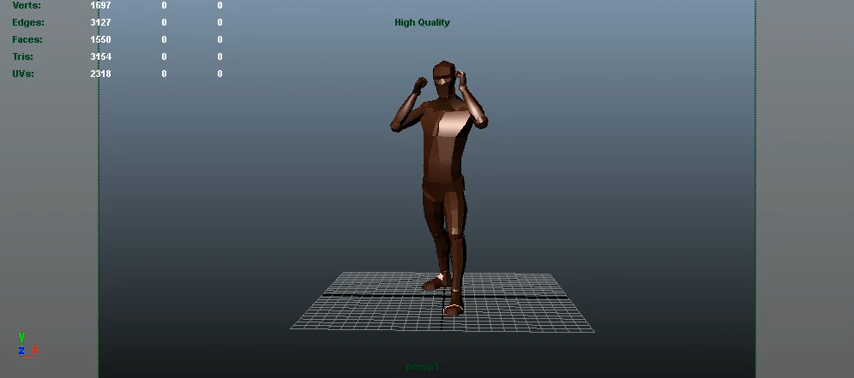 Verts: 1697 0 0
Edges: 3127 0 0
Faces: 1550 0 0
Tris: 3154 0 0
UVs: 2318 0 0
High Quality
y
z x
persp1